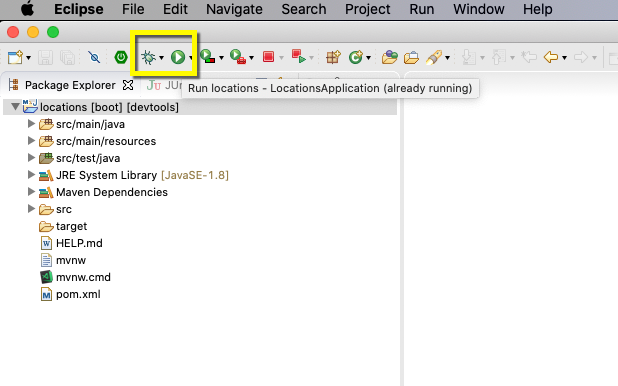 Eclipse File Edit Navigate Search Project Run Window Help
Package Explorer JU
Run locations - LocationsApplication (already running)
locations [boot] [devtools]
src/main/java
src/main/resources
src/test/java
JRE System Library [JavaSE-1.8]
Maven Dependencies
src
target
HELP.md
mvnw
mvnw.cmd
pom.xml